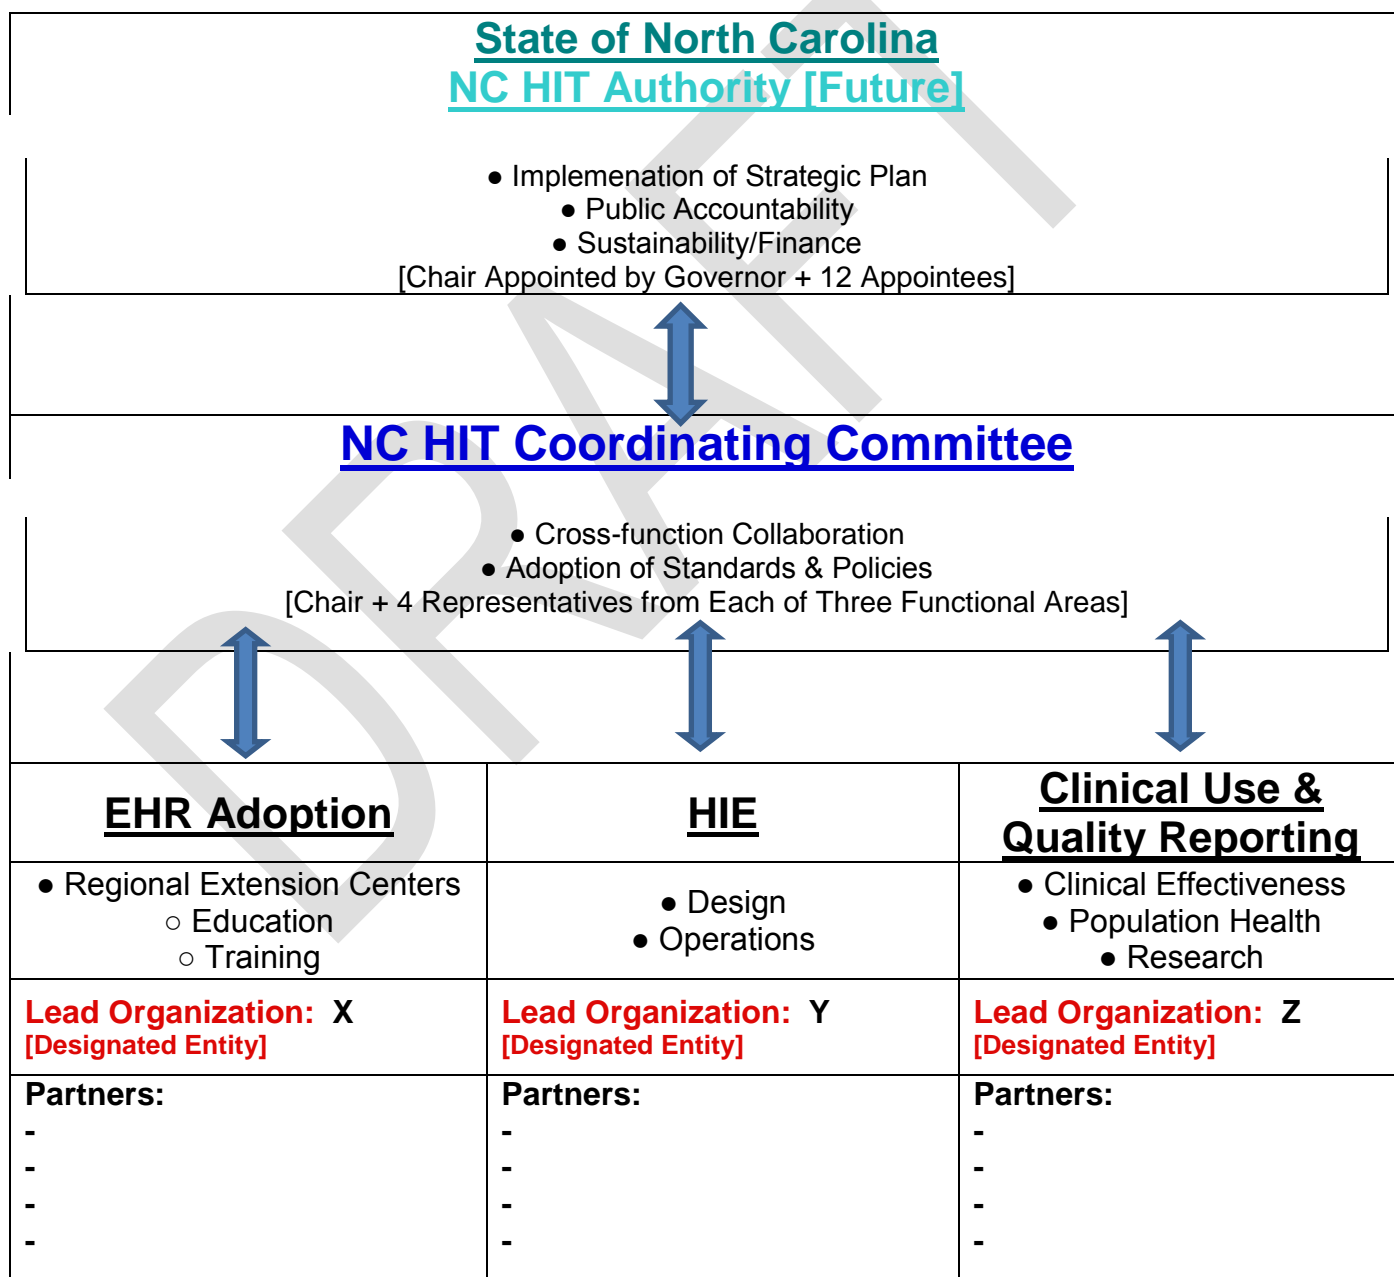 State of North Carolina
NC HIT Authority [Future]
● Implemenation of Strategic Plan
● Public Accountability
● Sustainability/Finance
[Chair Appointed by Governor + 12 Appointees]
NC HIT Coordinating Committee
● Cross-function Collaboration
● Adoption of Standards & Policies
[Chair + 4 Representatives from Each of Three Functional Areas]
EHR Adoption
● Regional Extension Centers
○ Education
○ Training
Lead Organization: X
[Designated Entity]
Partners:
-
-
-
-
HIE
● Design
● Operations
Lead Organization: Y
[Designated Entity]
Partners:
-
-
-
-
Clinical Use &
Quality Reporting
● Clinical Effectiveness
● Population Health
● Research
Lead Organization: Z
[Designated Entity]
Partners:
-
-
-
-
DRAFT